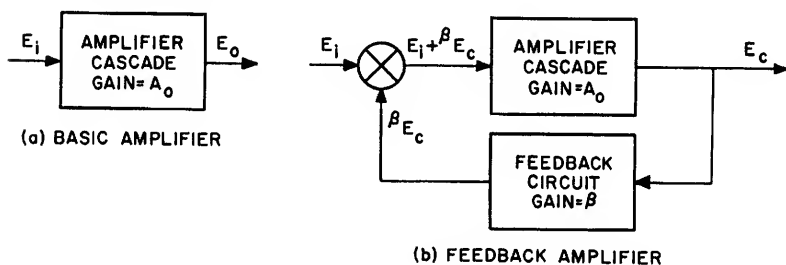 E_i
AMPLIFIER
CASCADE
GAIN=A_o
E_o
(a) BASIC AMPLIFIER
E_i
E_i+βE_c
AMPLIFIER
CASCADE
GAIN=A_o
E_c
βE_c
FEEDBACK
CIRCUIT
GAIN=β
(b) FEEDBACK AMPLIFIER